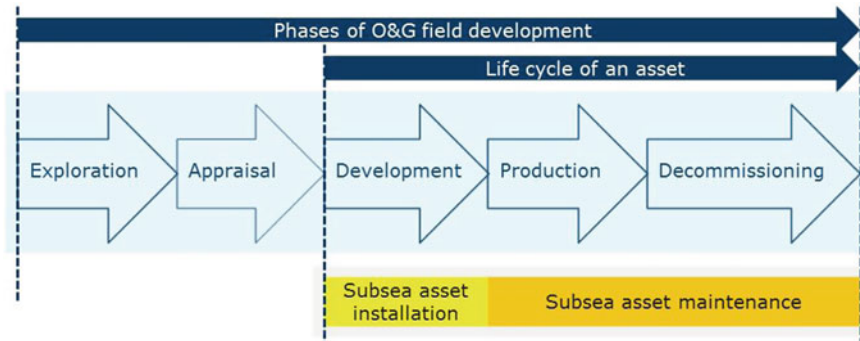 Phases of O&G field development
Life cycle of an asset
Exploration
Appraisal
Development
Production
Decommissioning
Subsea asset
installation
Subsea asset maintenance